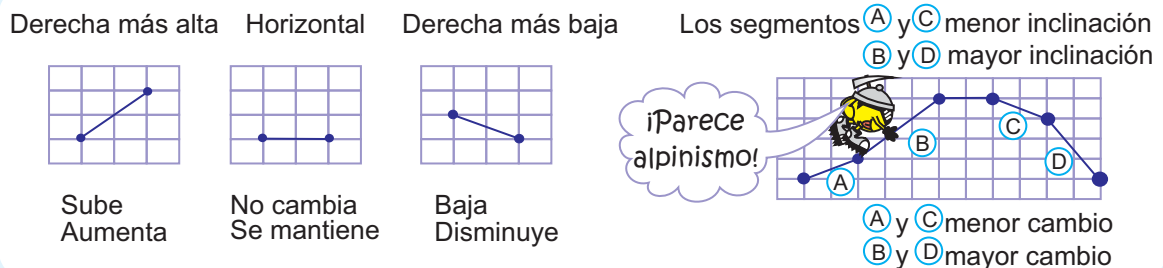 Derecha más alta
Horizontal
Derecha más baja
Sube
Aumenta
No cambia
Se mantiene
Baja
Disminuye
Los segmentos A y C menor inclinación
B y D mayor inclinación
¡Parece
alpinismo!
A
B
C
D
A y C menor cambio
B y D mayor cambio